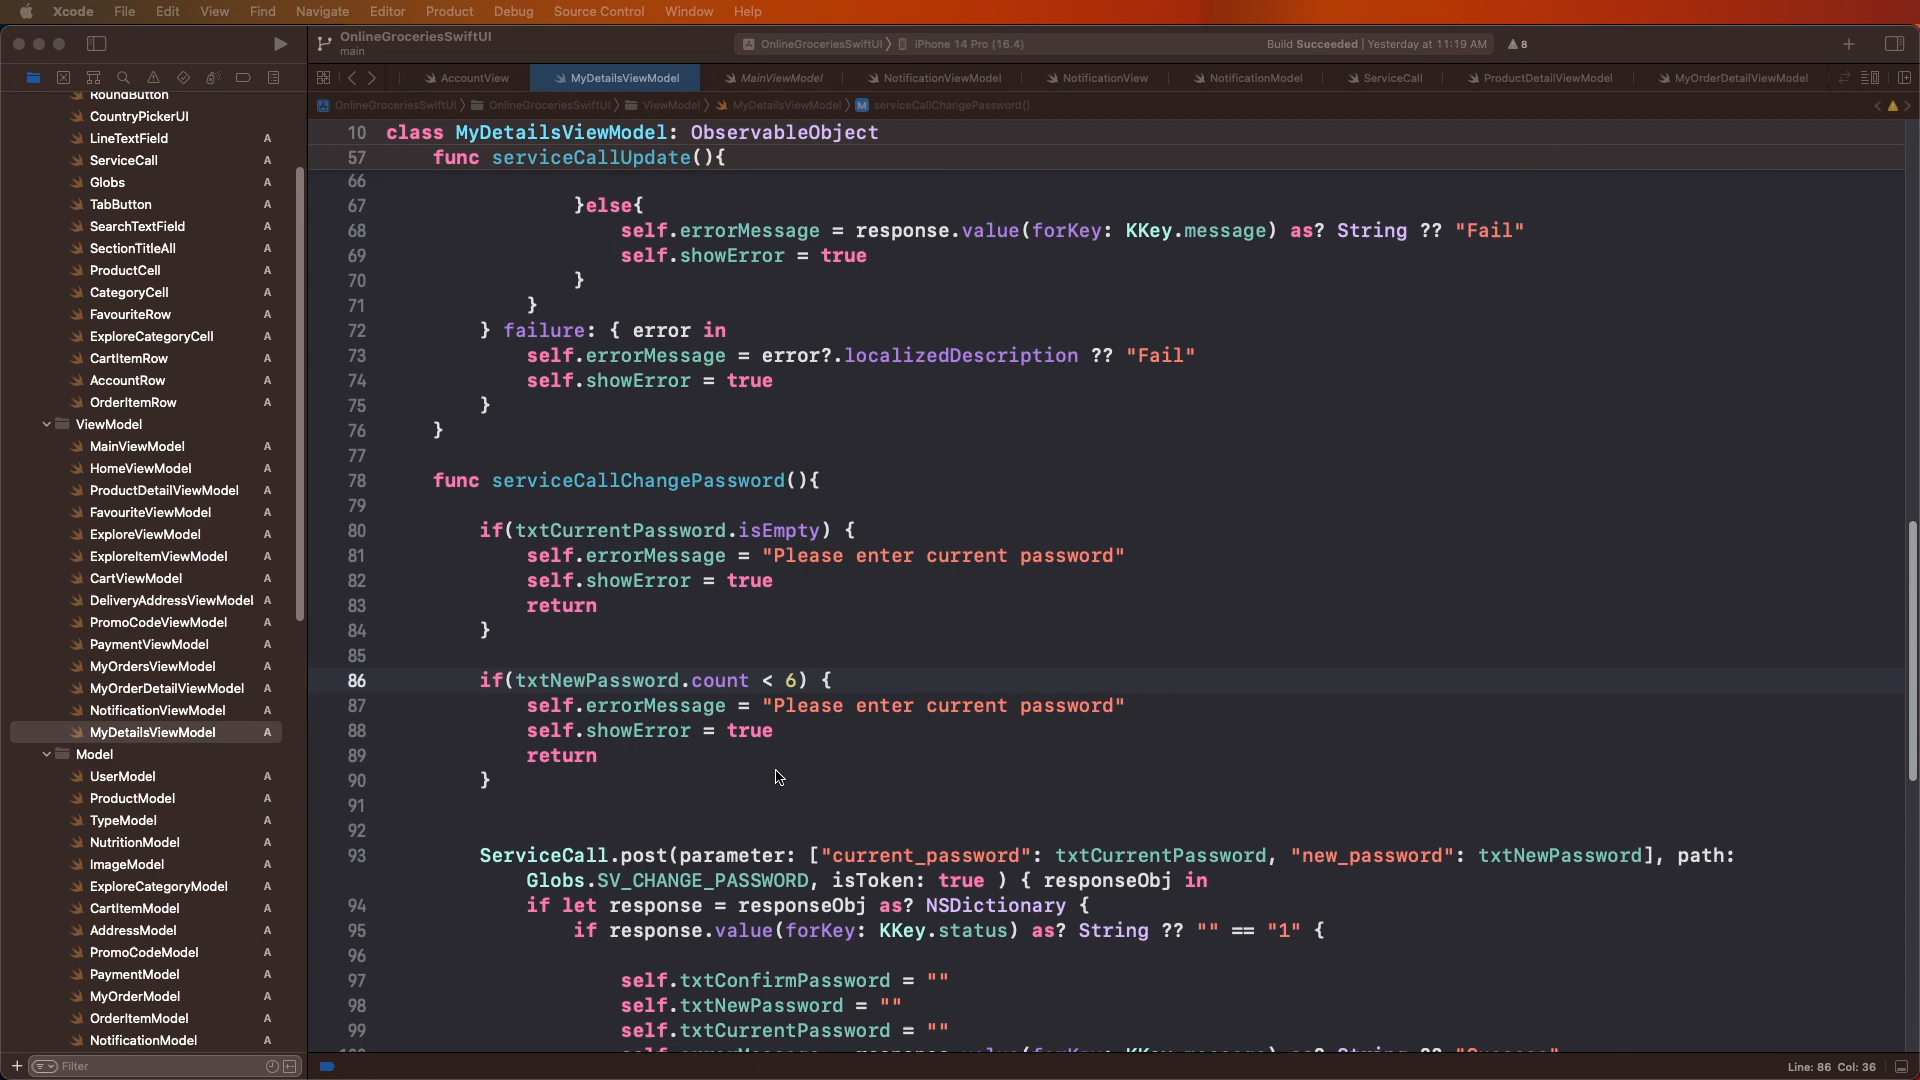 Xcode File Edit View Find Navigate Editor Product Debug Source Control Window Help
OnlineGroceriesSwiftUI
main
OnlineGroceriesSwiftUI iPhone 14 Pro (16.4)
Build Succeeded | Yesterday at 11:19 AM 8
AccountView MyDetailsViewModel MainViewModel NotificationViewModel NotificationView NotificationModel ServiceCall ProductDetailViewModel MyOrderDetailViewModel
OnlineGroceriesSwiftUI OnlineGroceriesSwiftUI ViewModel MyDetailsViewModel M serviceCallChangePassword()
RoundButton
CountryPickerUI
LineTextField A
ServiceCall A
Globs A
TabButton A
SearchTextField A
SectionTitleAll A
ProductCell A
CategoryCell A
FavouriteRow A
ExploreCategoryCell A
CartItemRow A
AccountRow A
OrderItemRow A
ViewModel
MainViewModel A
HomeViewModel A
ProductDetailViewModel A
FavouriteViewModel A
ExploreViewModel A
ExploreItemViewModel A
CartViewModel A
DeliveryAddressViewModel A
PromoCodeViewModel A
PaymentViewModel A
MyOrdersViewModel A
MyOrderDetailViewModel A
NotificationViewModel A
MyDetailsViewModel A
Model
UserModel A
ProductModel A
TypeModel A
NutritionModel A
ImageModel A
ExploreCategoryModel A
CartItemModel A
AddressModel A
PromoCodeModel A
PaymentModel A
MyOrderModel A
OrderItemModel A
NotificationModel A
Filter
10 class MyDetailsViewModel: ObservableObject
57 func serviceCallUpdate(){
66
67 }else{
68 self.errorMessage = response.value(forKey: KKey.message) as? String ?? "Fail"
69 self.showError = true
70 }
71 }
72 } failure: { error in
73 self.errorMessage = error?.localizedDescription ?? "Fail"
74 self.showError = true
75 }
76 }
77
78 func serviceCallChangePassword(){
79
80 if(txtCurrentPassword.isEmpty) {
81 self.errorMessage = "Please enter current password"
82 self.showError = true
83 return
84 }
85
86 if(txtNewPassword.count < 6) {
87 self.errorMessage = "Please enter current password"
88 self.showError = true
89 return
90 }
91
92
93 ServiceCall.post(parameter: ["current_password": txtCurrentPassword, "new_password": txtNewPassword], path:
Globs.SV_CHANGE_PASSWORD, isToken: true ) { responseObj in
94 if let response = responseObj as? NSDictionary {
95 if response.value(forKey: KKey.status) as? String ?? "" == "1" {
96
97 self.txtConfirmPassword = ""
98 self.txtNewPassword = ""
99 self.txtCurrentPassword = ""
Line: 86 Col: 36